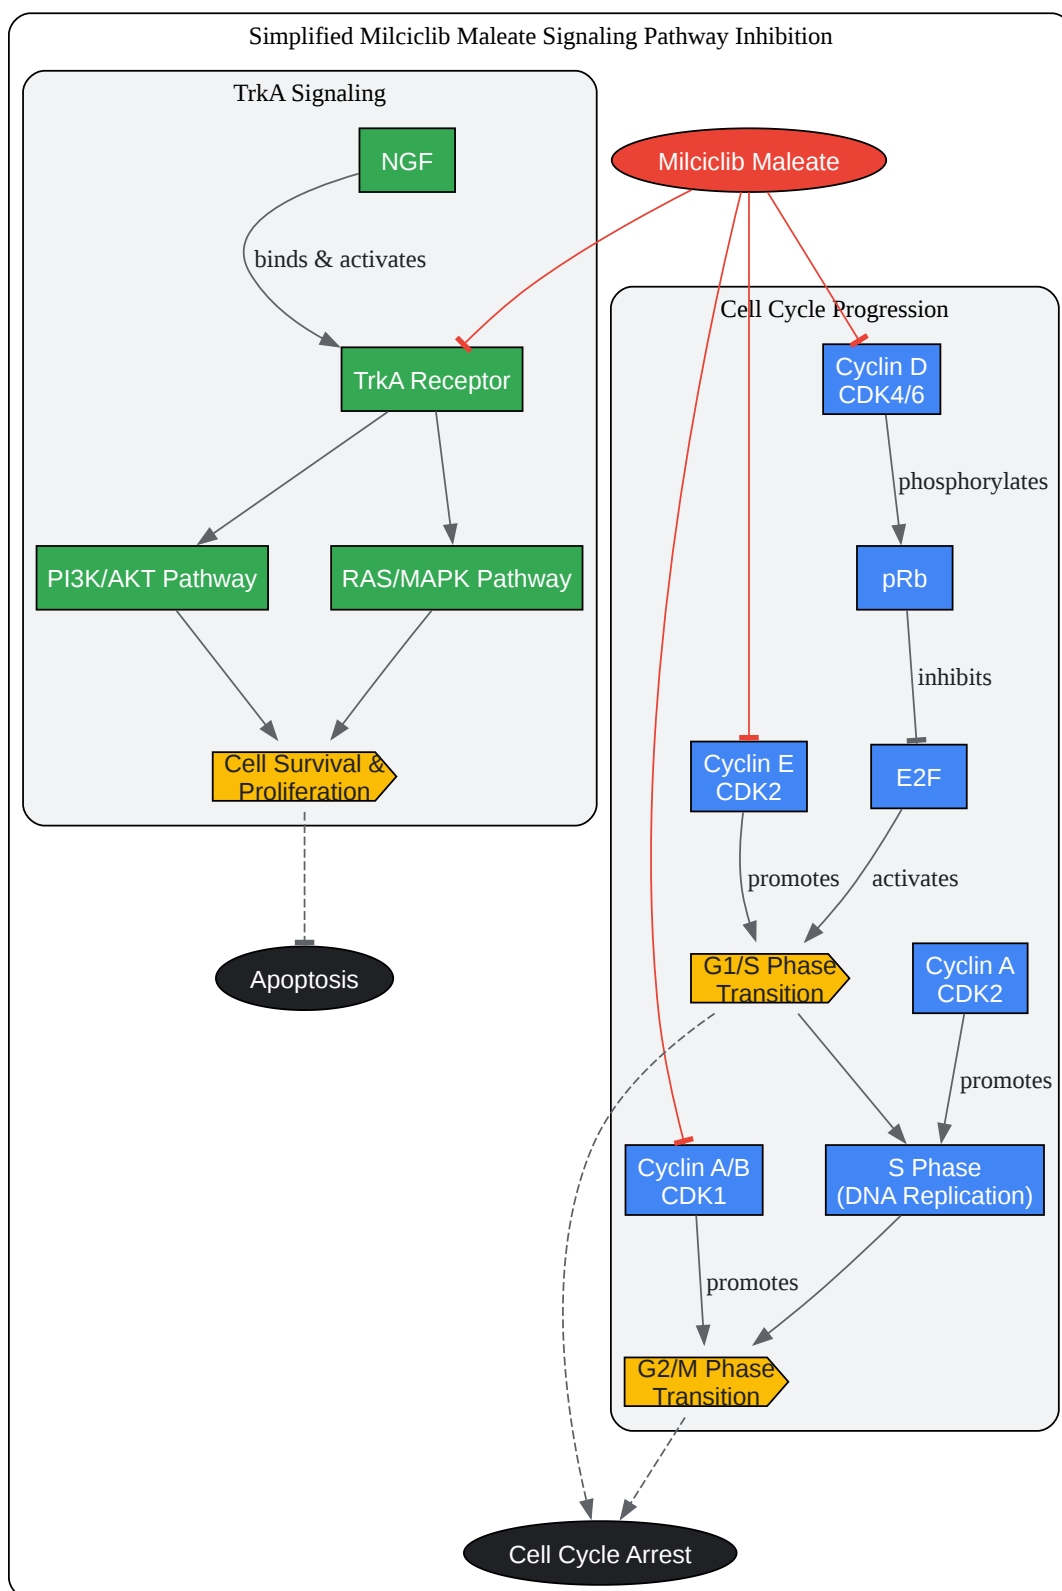 Simplified Milciclib Maleate Signaling Pathway Inhibition
TrkA Signaling
NGF
Milciclib Maleate
binds & activates
Cell Cycle Progression
TrkA Receptor
Cyclin D
CDK4/6
phosphorylates
PI3K/AKT Pathway
RAS/MAPK Pathway
pRb
inhibits
Cell Survival &
Proliferation
Cyclin E
CDK2
E2F
promotes
activates
Apoptosis
G1/S Phase
Transition
Cyclin A
CDK2
promotes
Cyclin A/B
CDK1
S Phase
(DNA Replication)
promotes
G2/M Phase
Transition
Cell Cycle Arrest